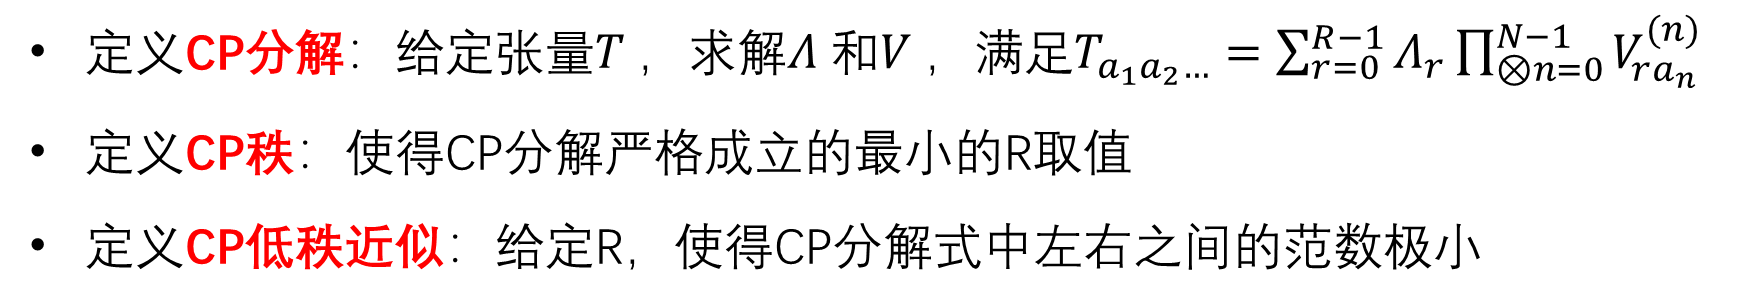 • 定义CP分解：给定张量𝑇，求解𝛬 和𝑉，满足𝑇_{𝑎₁𝑎₂…} = ∑_{𝑟=0}^{𝑅−1} 𝛬_𝑟 ∏_{⊗𝑛=0}^{𝑁−1} 𝑉_{𝑟𝑎_𝑛}^{(𝑛)}
• 定义CP秩：使得CP分解严格成立的最小的R取值
• 定义CP低秩近似：给定R，使得CP分解式中左右之间的范数极小